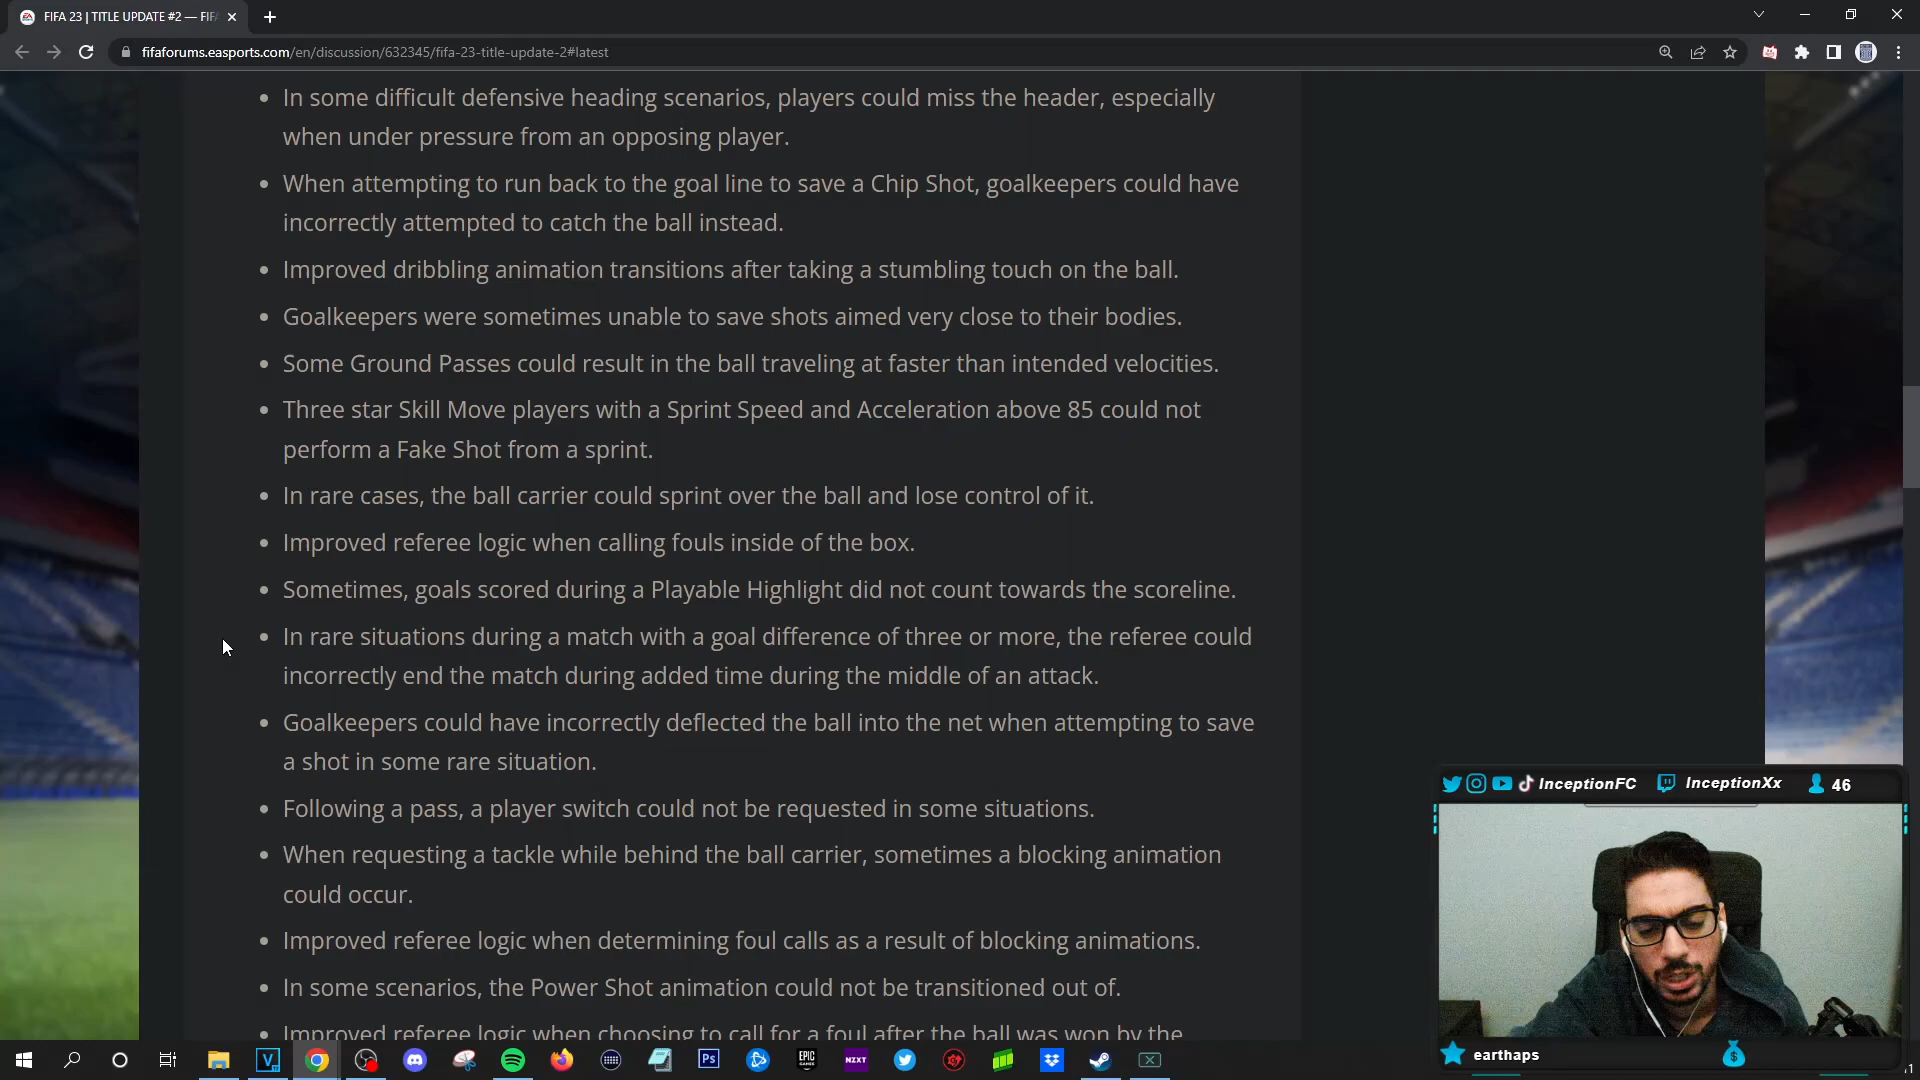 FIFA 23 | TITLE UPDATE #2 — FIF
fifaforums.easports.com/en/discussion/632345/fifa-23-title-update-2#latest
In some difficult defensive heading scenarios, players could miss the header, especially
when under pressure from an opposing player.
When attempting to run back to the goal line to save a Chip Shot, goalkeepers could have
incorrectly attempted to catch the ball instead.
Improved dribbling animation transitions after taking a stumbling touch on the ball.
Goalkeepers were sometimes unable to save shots aimed very close to their bodies.
Some Ground Passes could result in the ball traveling at faster than intended velocities.
Three star Skill Move players with a Sprint Speed and Acceleration above 85 could not
perform a Fake Shot from a sprint.
In rare cases, the ball carrier could sprint over the ball and lose control of it.
Improved referee logic when calling fouls inside of the box.
Sometimes, goals scored during a Playable Highlight did not count towards the scoreline.
In rare situations during a match with a goal difference of three or more, the referee could
incorrectly end the match during added time during the middle of an attack.
Goalkeepers could have incorrectly deflected the ball into the net when attempting to save
a shot in some rare situation.
Following a pass, a player switch could not be requested in some situations.
When requesting a tackle while behind the ball carrier, sometimes a blocking animation
could occur.
Improved referee logic when determining foul calls as a result of blocking animations.
In some scenarios, the Power Shot animation could not be transitioned out of.
Improved referee logic when choosing to call for a foul after the ball was won by the
InceptionFC InceptionXx 46
earthaps
V Ps EPIC GAMES NZXT